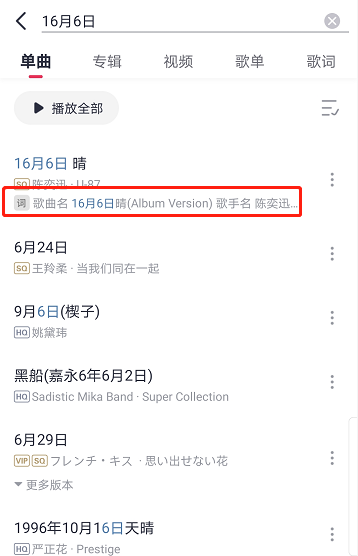 16月6日
单曲 专辑 视频 歌单 歌词
播放全部
16月6日 晴
SQ 陈奕迅 · U-87
词 歌曲名 16月6日晴(Album Version) 歌手名 陈奕迅...
6月24日
SQ 王羚柔 · 当我们同在一起
9月6日(楔子)
HQ 姚黛玮
黑船(嘉永6年6月2日)
HQ Sadistic Mika Band · Super Collection
6月29日
VIP SQ フレンチ・キス · 思い出せない花
更多版本
1996年10月16日天晴
HQ 严正花 · Prestige